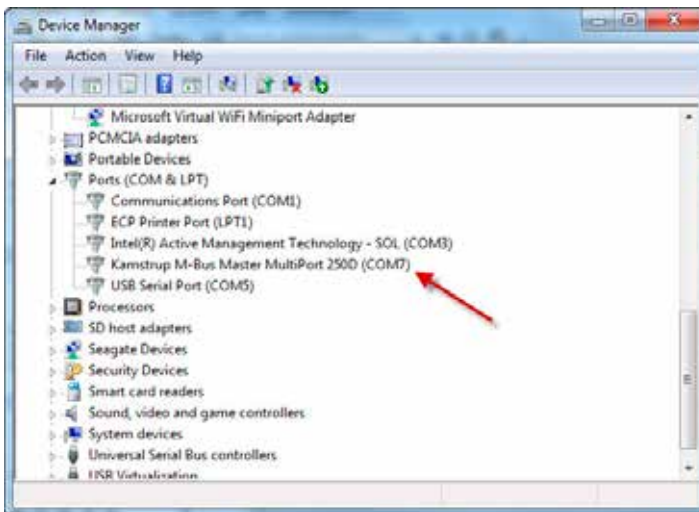 Device Manager
File Action View Help
Microsoft Virtual WiFi Miniport Adapter
PCMCIA adapters
Portable Devices
Ports (COM & LPT)
Communications Port (COM1)
ECP Printer Port (LPT1)
Intel(R) Active Management Technology - SOL (COM3)
Kamstrup M-Bus Master MultiPort 250D (COM7)
USB Serial Port (COM5)
Processors
SD host adapters
Seagate Devices
Security Devices
Smart card readers
Sound, video and game controllers
System devices
Universal Serial Bus controllers
USB Virtualization